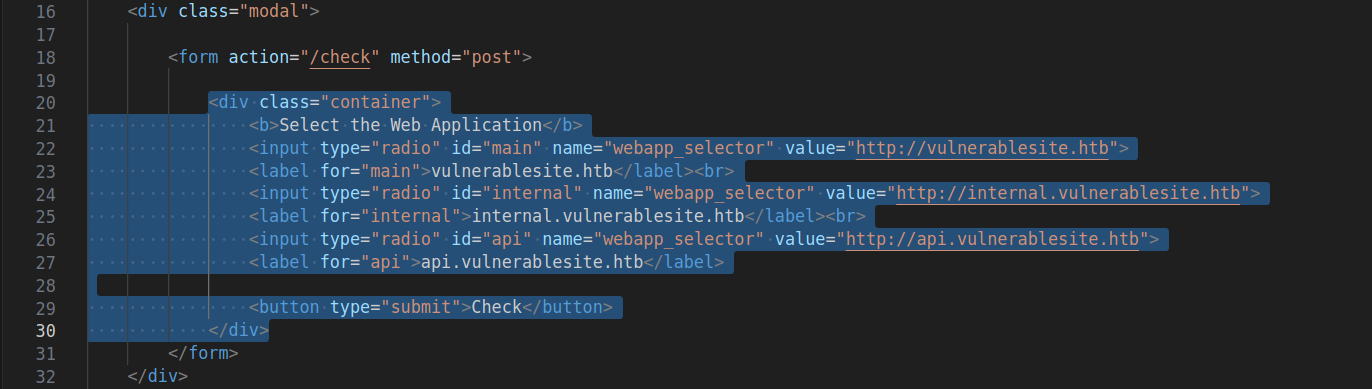 16 <div class="modal">
17
18 <form action="/check" method="post">
19
20 <div class="container">
21 <b>Select the Web Application</b>
22 <input type="radio" id="main" name="webapp_selector" value="http://vulnerablesite.htb">
23 <label for="main">vulnerablesite.htb</label><br>
24 <input type="radio" id="internal" name="webapp_selector" value="http://internal.vulnerablesite.htb">
25 <label for="internal">internal.vulnerablesite.htb</label><br>
26 <input type="radio" id="api" name="webapp_selector" value="http://api.vulnerablesite.htb">
27 <label for="api">api.vulnerablesite.htb</label>
28
29 <button type="submit">Check</button>
30 </div>
31 </form>
32 </div>